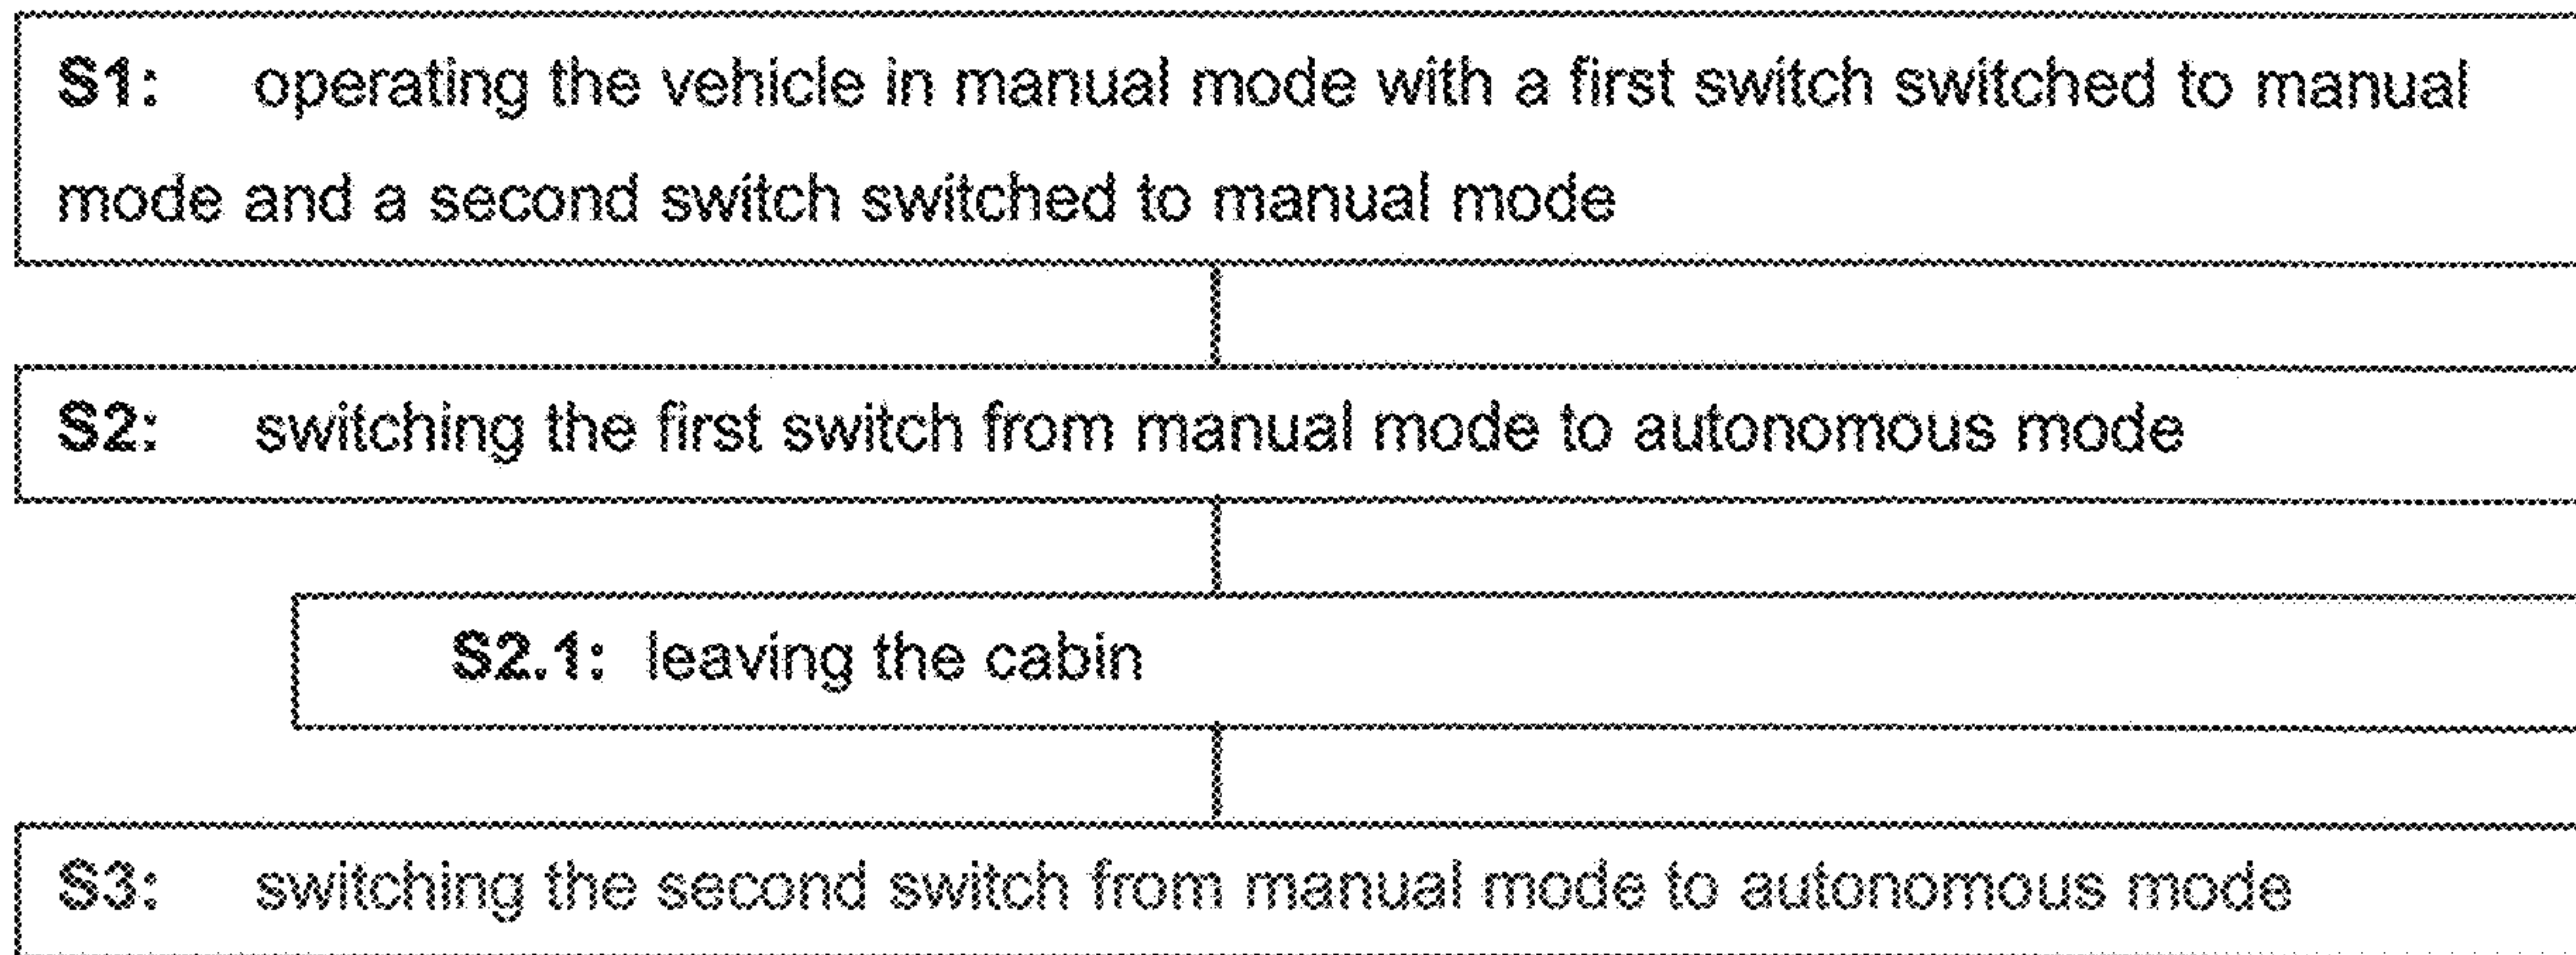 S1: operating the vehicle in manual mode with a first switch switched to manual
mode and a second switch switched to manual mode
S2: switching the first switch from manual mode to autonomous mode
S2.1: leaving the cabin
S3: switching the second switch from manual mode to autonomous mode